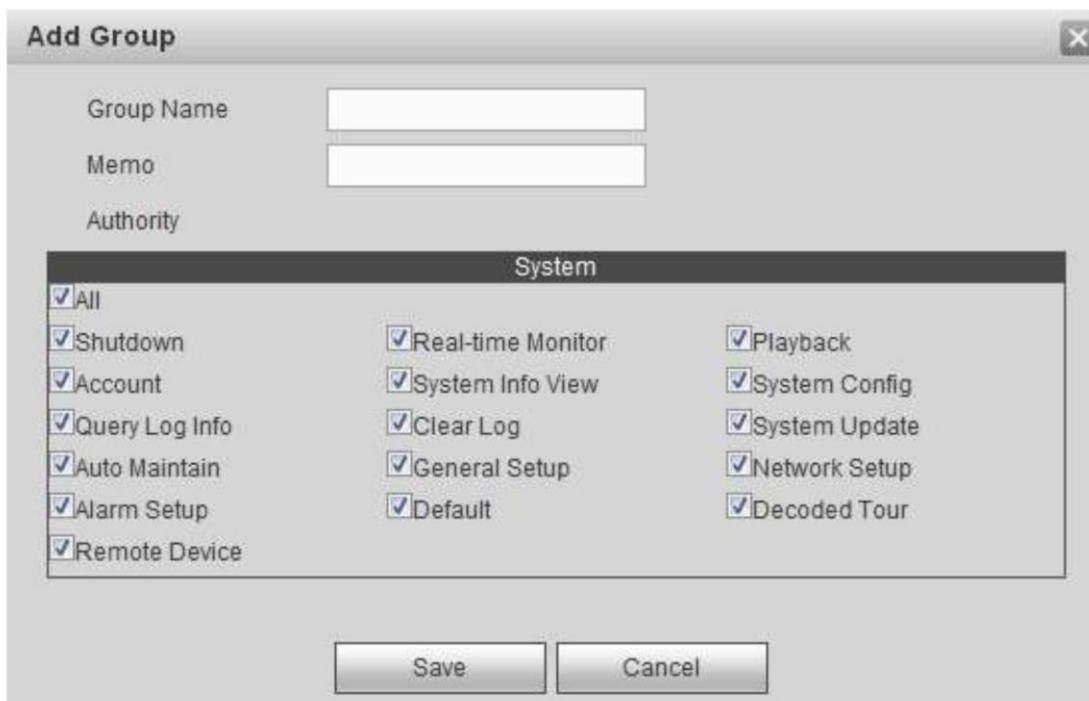 Add Group
Group Name
Memo
Authority
System
All
Shutdown Real-time Monitor Playback
Account System Info View System Config
Query Log Info Clear Log System Update
Auto Maintain General Setup Network Setup
Alarm Setup Default Decoded Tour
Remote Device
Save Cancel